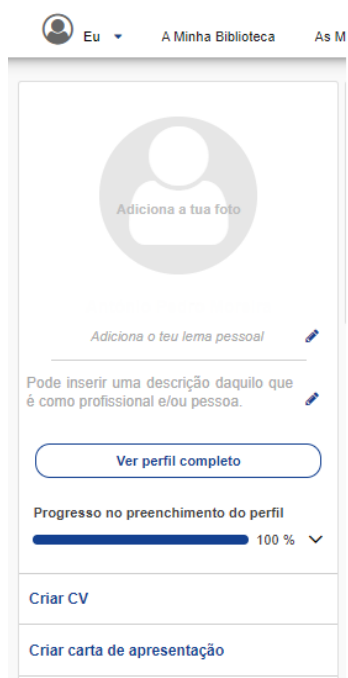 Eu A Minha Biblioteca As M
Adiciona a tua foto
Adiciona o teu lema pessoal
Pode inserir uma descrição daquilo que
é como profissional e/ou pessoa.
Ver perfil completo
Progresso no preenchimento do perfil
100 %
Criar CV
Criar carta de apresentação